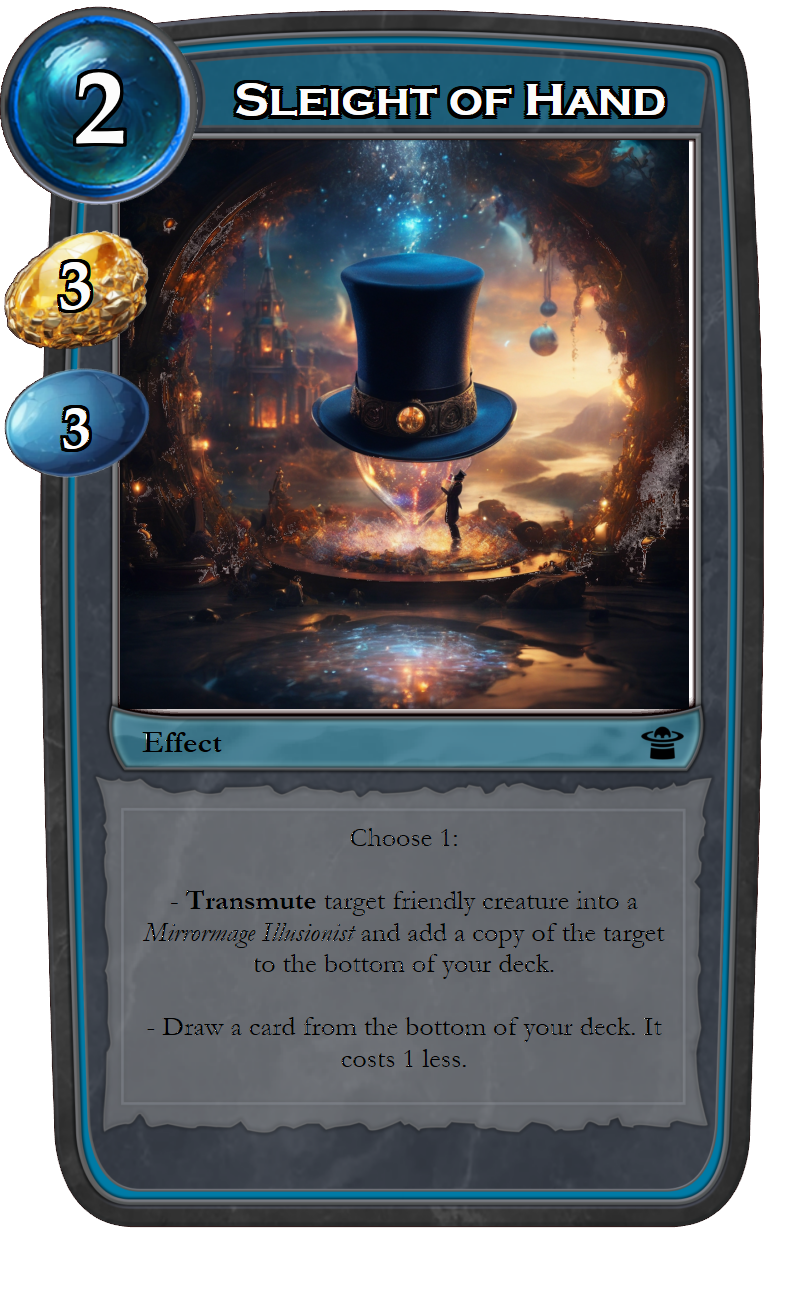 2
Sleight of Hand
3
3
Effect
Choose 1:
- Transmute target friendly creature into a
Mirrormage Illusionist and add a copy of the target
to the bottom of your deck.
- Draw a card from the bottom of your deck. It
costs 1 less.